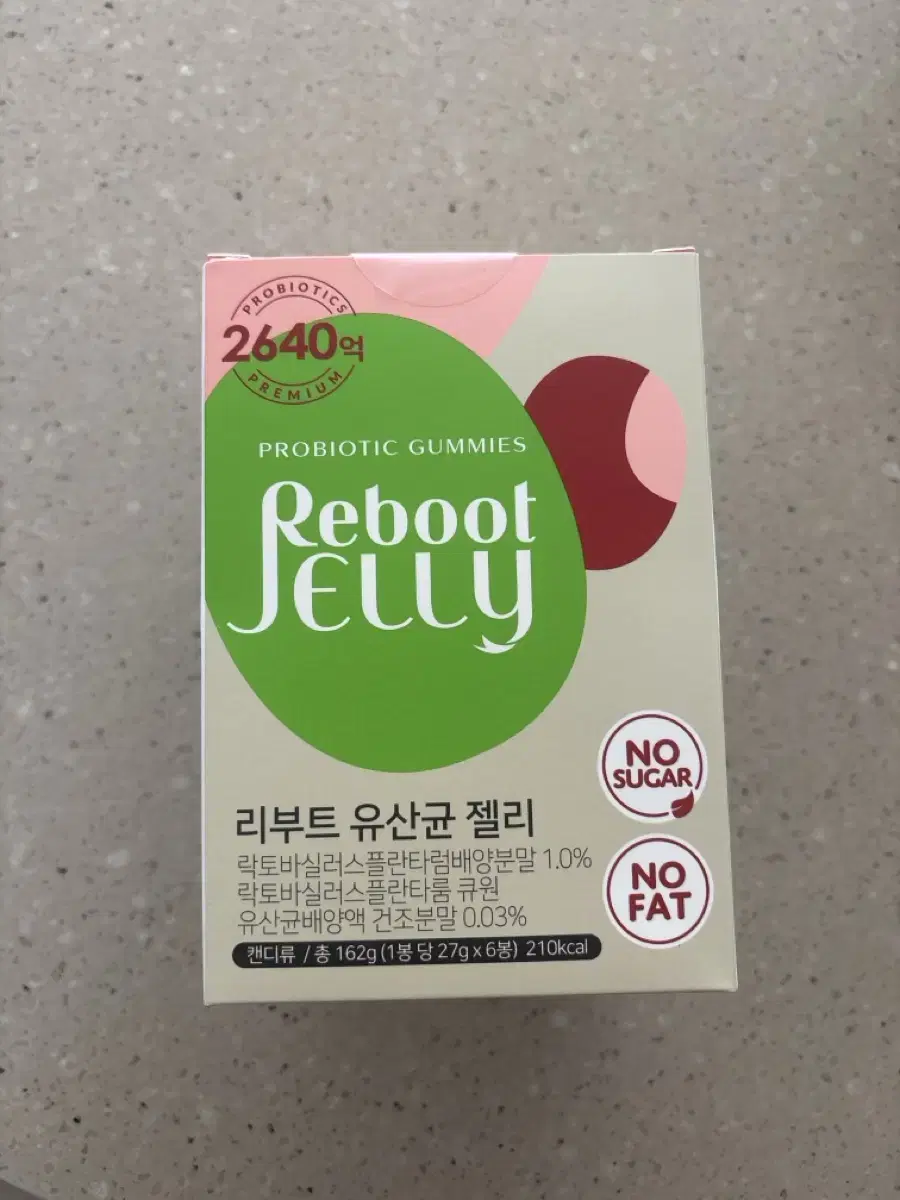 PROBIOTICS
2640억
PREMIUM
PROBIOTIC GUMMIES
Reboot
JELLY
NO
SUGAR
NO
FAT
리부트 유산균 젤리
락토바실러스플란타럼배양분말 1.0%
락토바실러스플란타룸 큐원
유산균배양액 건조분말 0.03%
캔디류 / 총 162g (1봉 당 27g x 6봉) 210kcal